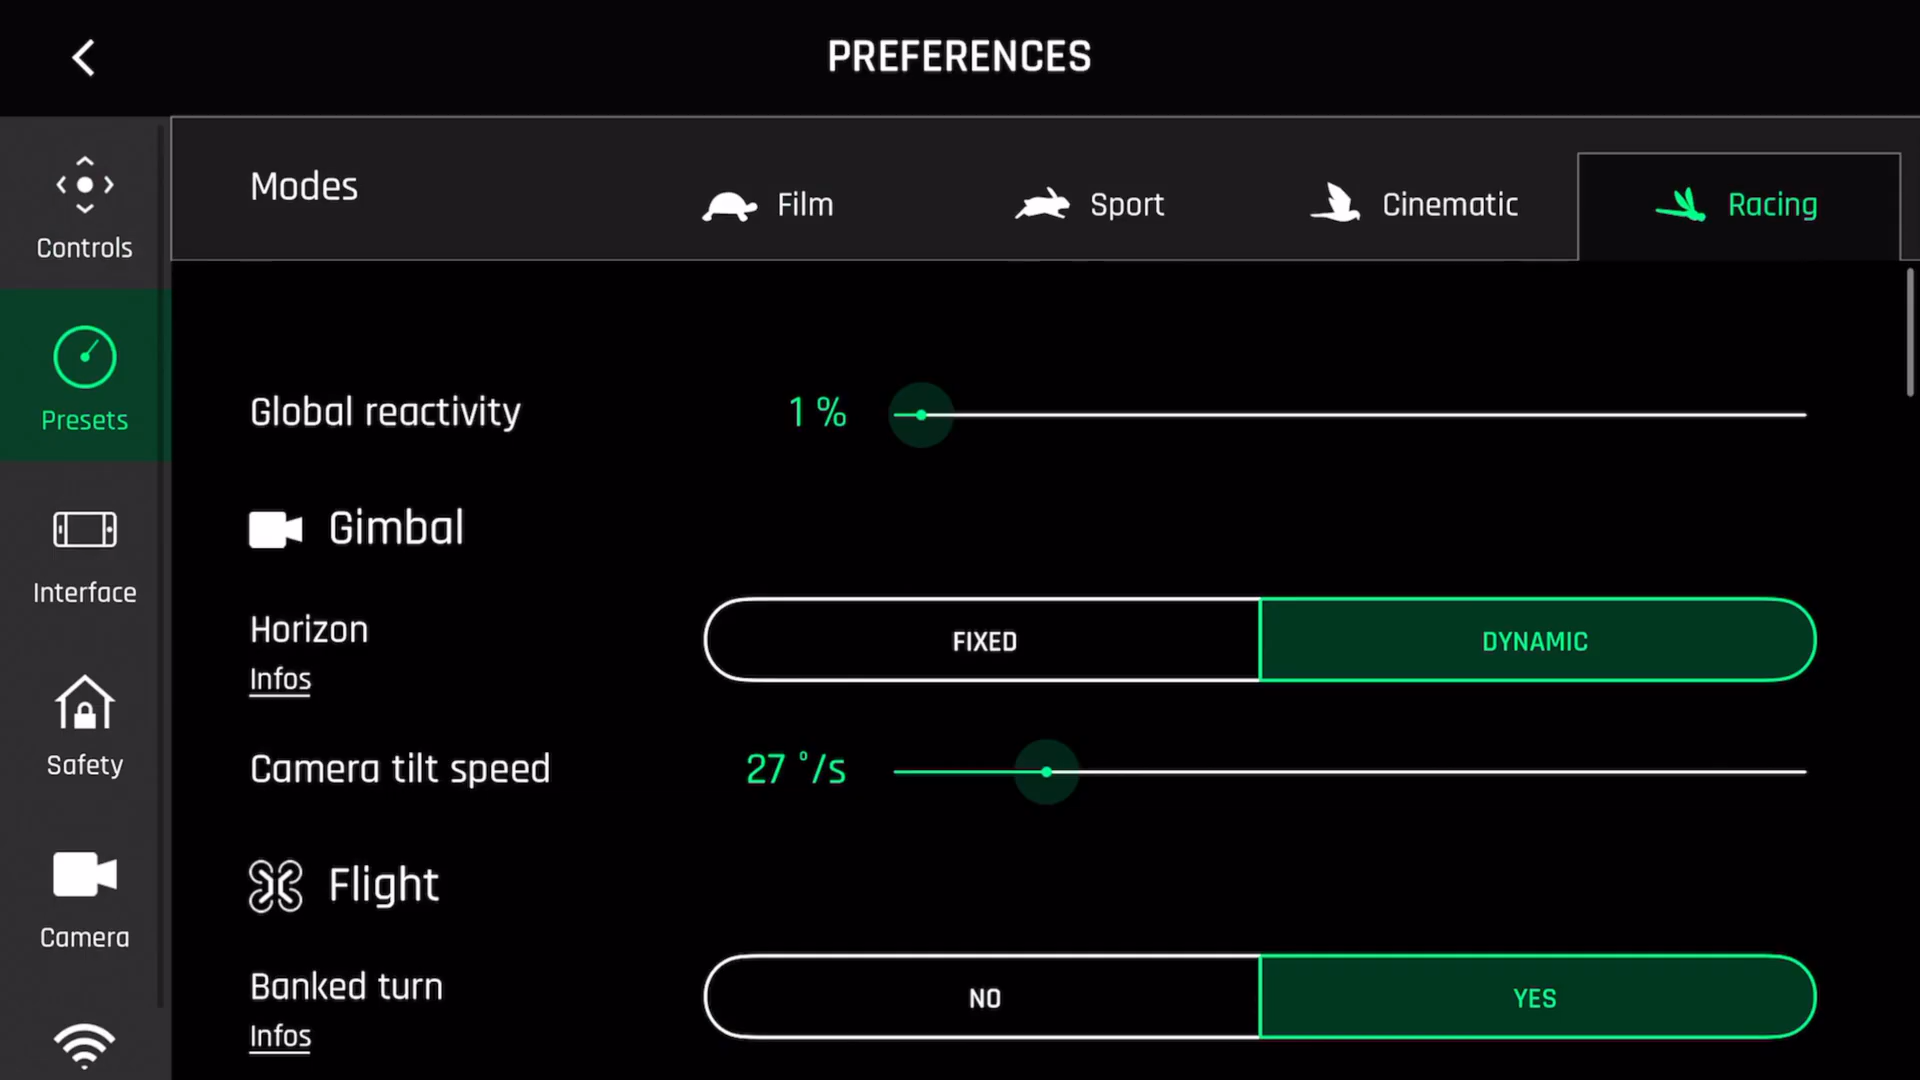 PREFERENCES
Modes
Film
Sport
Cinematic
Racing
Controls
Presets
Interface
Safety
Camera
Global reactivity
1 %
Gimbal
Horizon
Infos
FIXED
DYNAMIC
Camera tilt speed
27 °/s
Flight
Banked turn
Infos
NO
YES